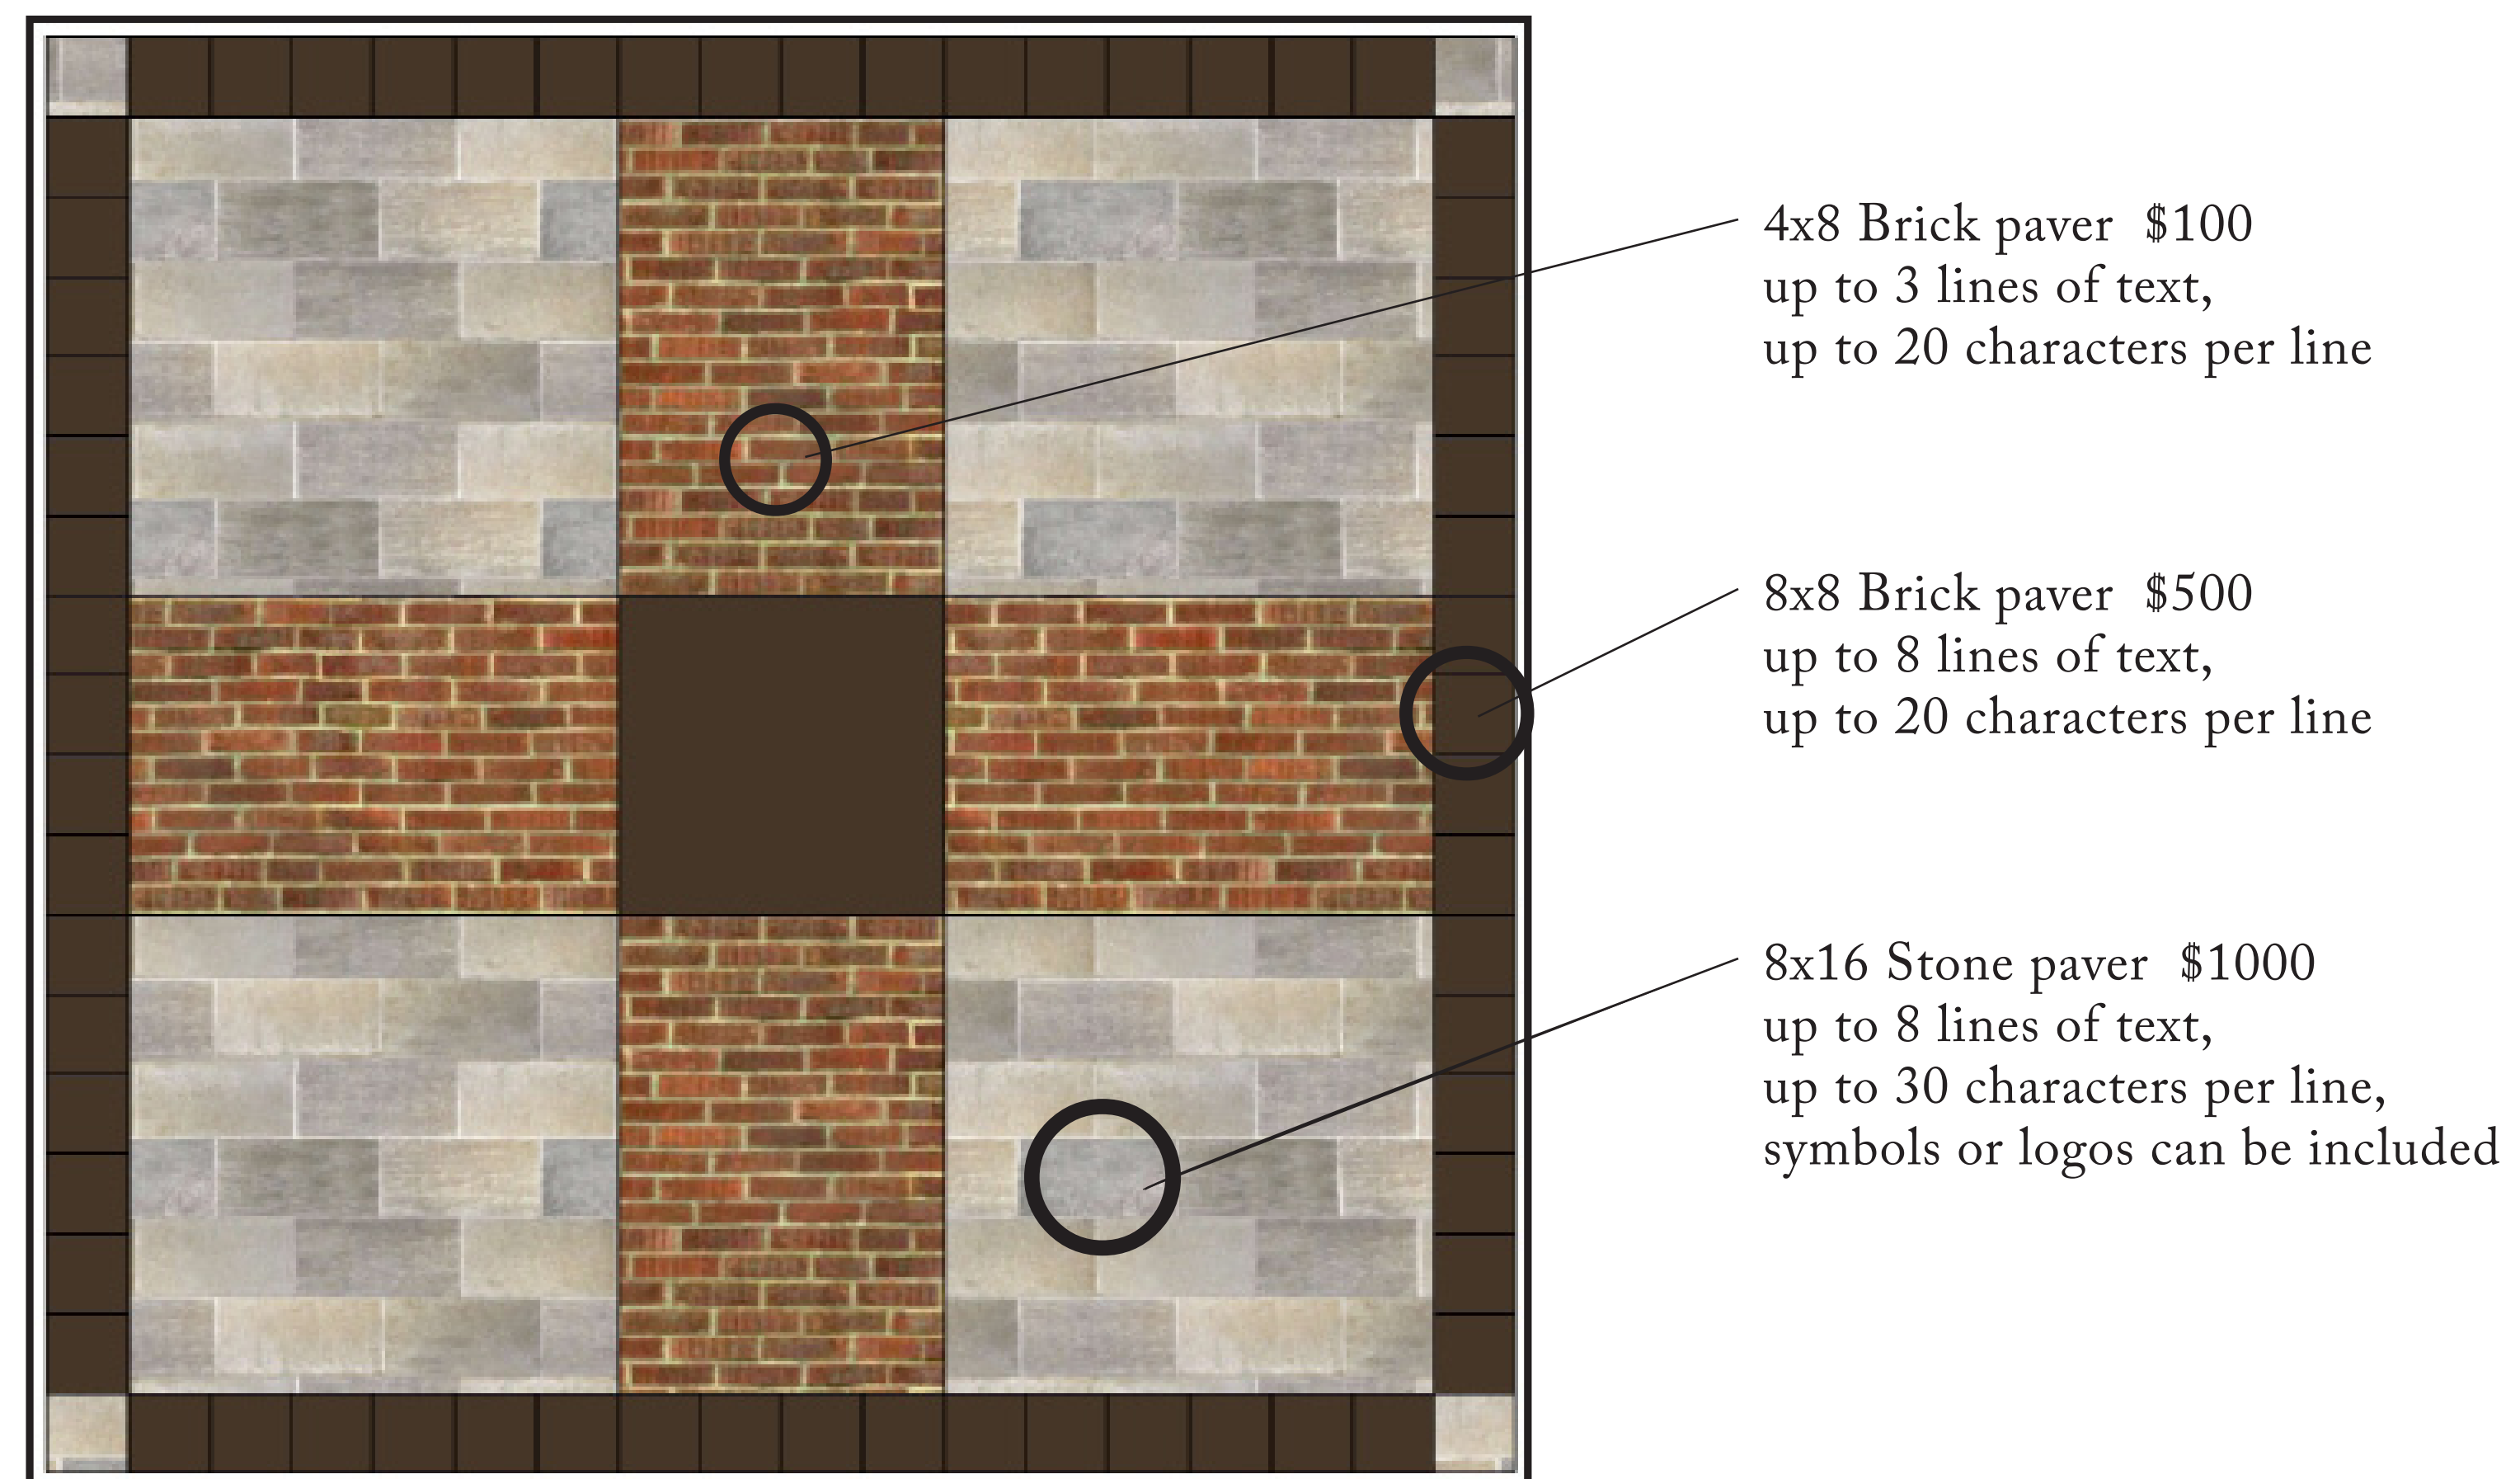 4x8 Brick paver $100
up to 3 lines of text,
up to 20 characters per line
8x8 Brick paver $500
up to 8 lines of text,
up to 20 characters per line
8x16 Stone paver $1000
up to 8 lines of text,
up to 30 characters per line,
symbols or logos can be included